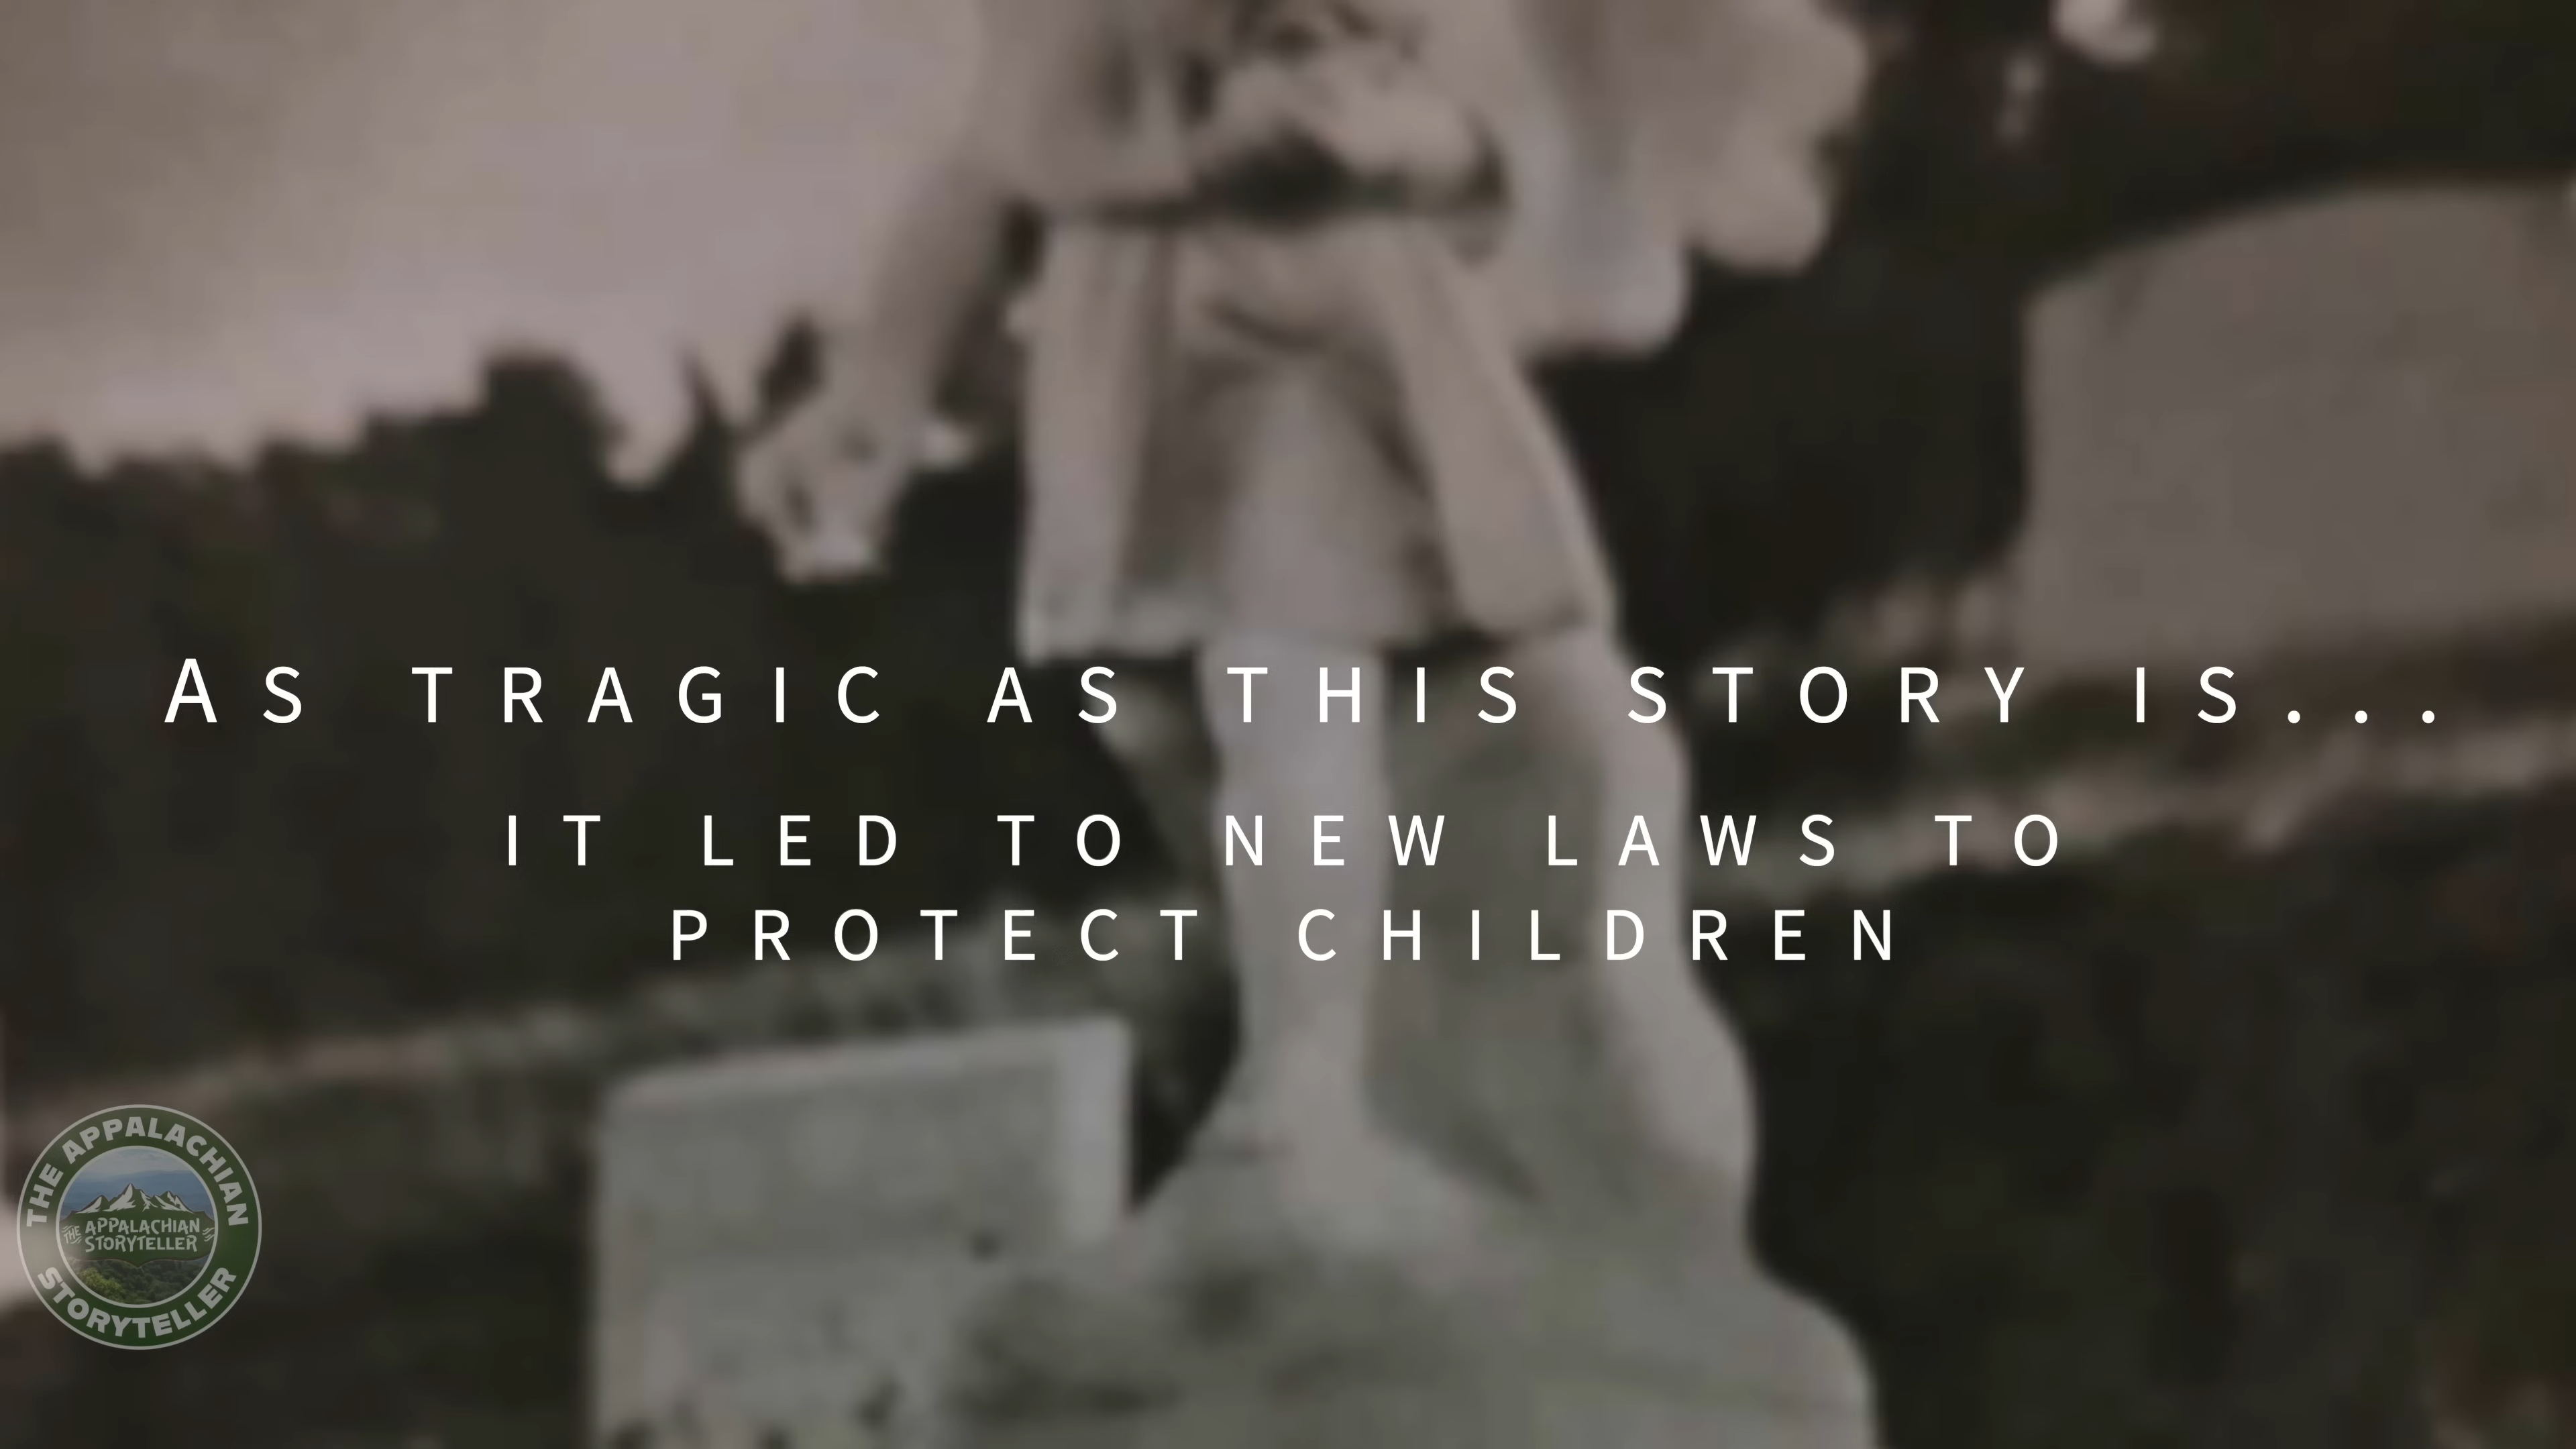 As tragic as this story is...
it led to new laws to
protect children
THE APPALACHIAN
THE APPALACHIAN
STORYTELLER
STORYTELLER